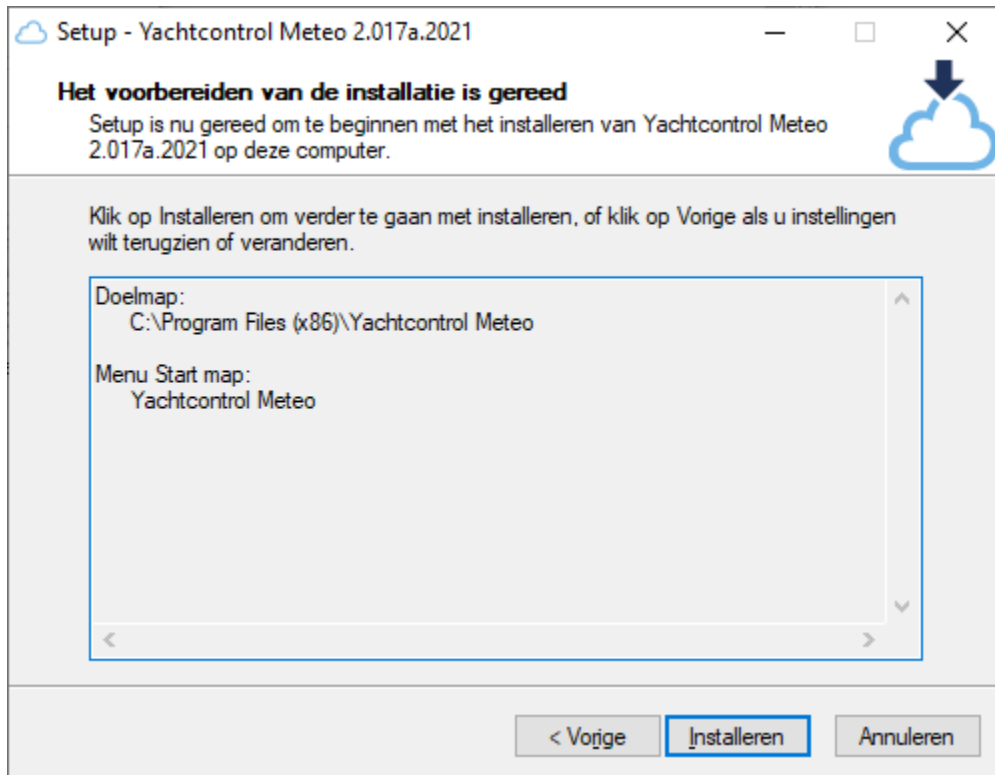 Setup - Yachtcontrol Meteo 2.017a.2021
Het voorbereiden van de installatie is gereed
Setup is nu gereed om te beginnen met het installeren van Yachtcontrol Meteo
2.017a.2021 op deze computer.
Klik op Installeren om verder te gaan met installeren, of klik op Vorige als u instellingen
wilt terugzien of veranderen.
Doelmap:
C:\Program Files (x86)\Yachtcontrol Meteo
Menu Start map:
Yachtcontrol Meteo
< Vorige
Installeren
Annuleren